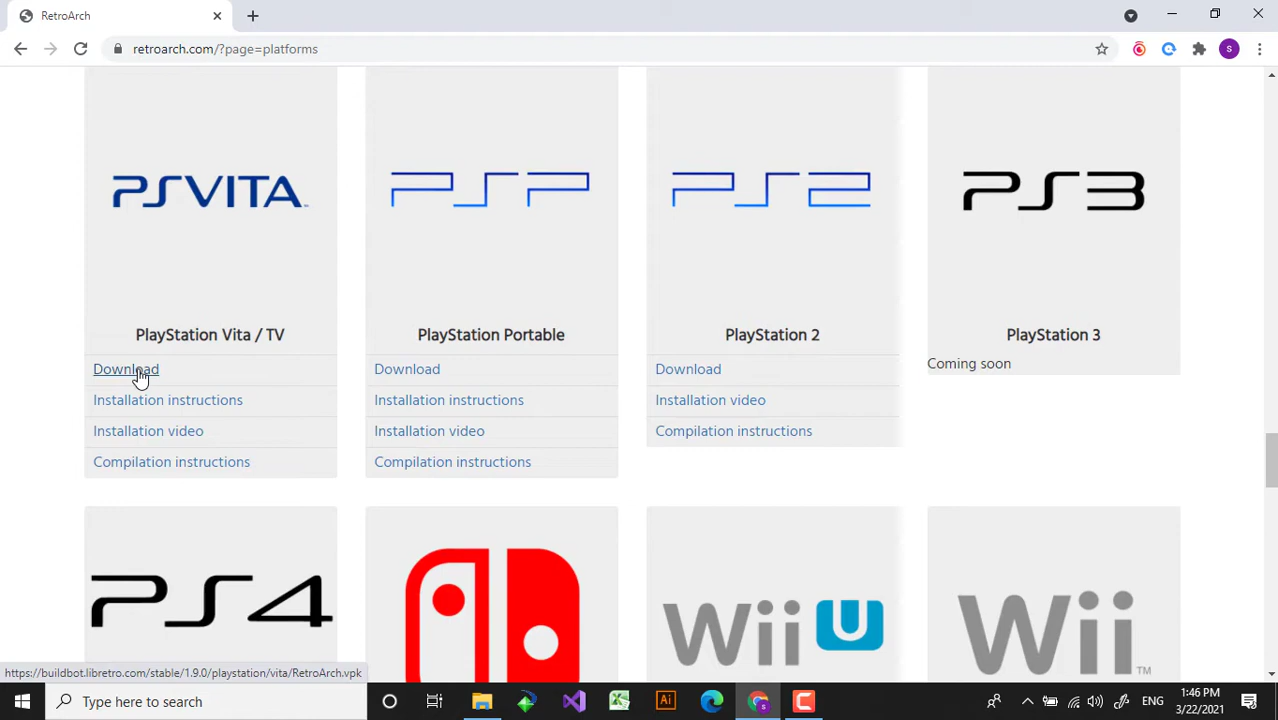 RetroArch
retroarch.com/?page=platforms
S
PSVITA
PSP
PS2
PS3
PlayStation Vita / TV
PlayStation Portable
PlayStation 2
PlayStation 3
Download
Download
Download
Coming soon
Installation instructions
Installation instructions
Installation video
Installation video
Installation video
Compilation instructions
Compilation instructions
Compilation instructions
PS4
Wii U
Wii
TM
https://buildbot.libretro.com/stable/1.9.0/playstation/vita/RetroArch.vpk
Type here to search
Ai
ENG
1:46 PM
3/22/2021